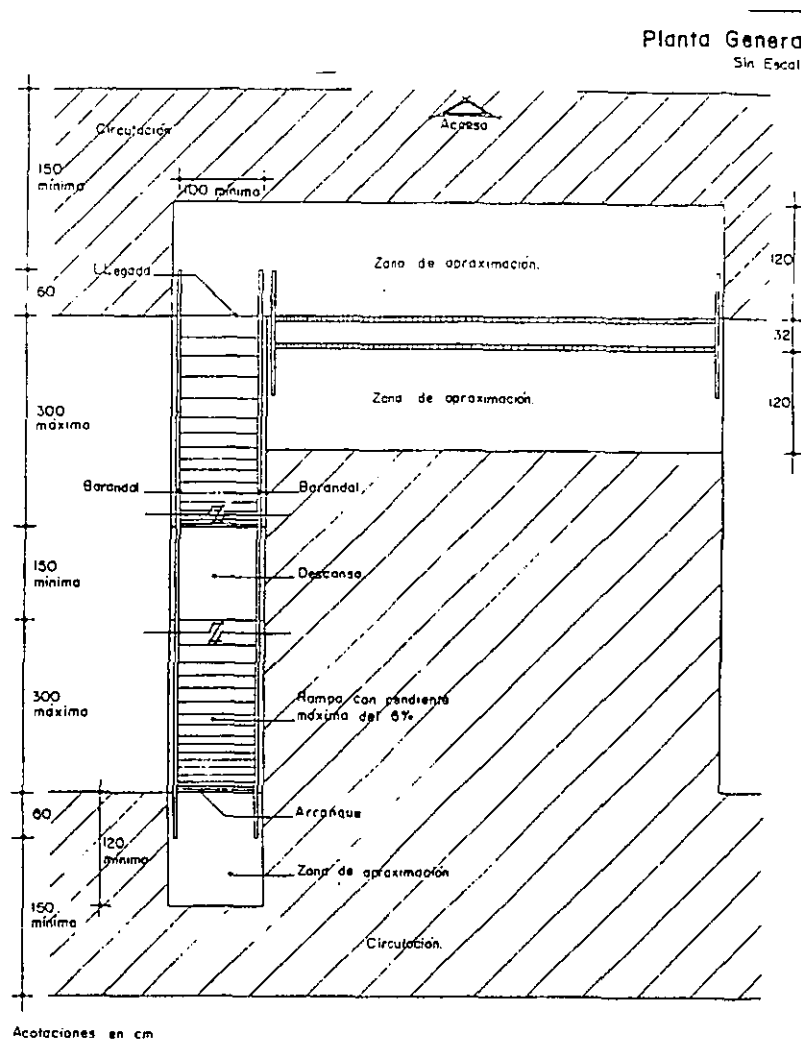 Planta Genera
Sin Escal
Circulación
Acceso
150
mínima
100 mínima
LLegada
Zona de aproximación.
120
60
32
Zona de aproximación.
120
300
máxima
Barandal
Barandal
150
mínima
Descanso
300
máxima
Rampa con pendiente
máxima del 6%
60
Arranque
120
mínima
Zona de aproximación
150
mínima
Circulación.
Acotaciones en cm